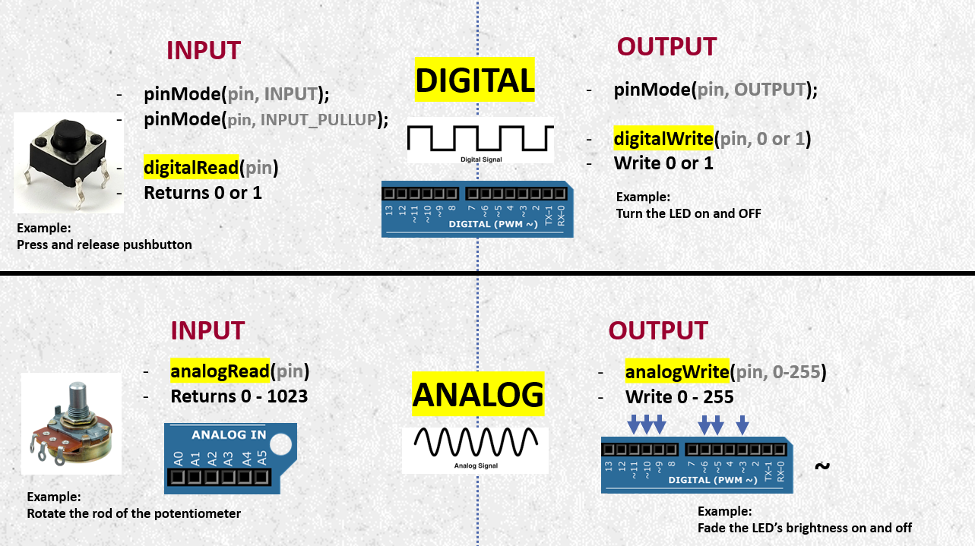 INPUT
- pinMode(pin, INPUT);
- pinMode(pin, INPUT_PULLUP);
- digitalRead(pin)
- Returns 0 or 1
Example:
Press and release pushbutton
DIGITAL
Digital Signal
13 12 ~11 ~10 ~9 8 7 ~6 ~5 4 ~3 2 TX-1 RX-0
DIGITAL (PWM ~)
OUTPUT
- pinMode(pin, OUTPUT);
- digitalWrite(pin, 0 or 1)
- Write 0 or 1
Example:
Turn the LED on and OFF
INPUT
- analogRead(pin)
- Returns 0 - 1023
ANALOG IN
A0 A1 A2 A3 A4 A5
Example:
Rotate the rod of the potentiometer
ANALOG
Analog Signal
OUTPUT
- analogWrite(pin, 0-255)
- Write 0 - 255
13 12 ~11 ~10 ~9 8 7 ~6 ~5 4 ~3 2 TX-1 RX-0
DIGITAL (PWM ~)
~
Example:
Fade the LED's brightness on and off